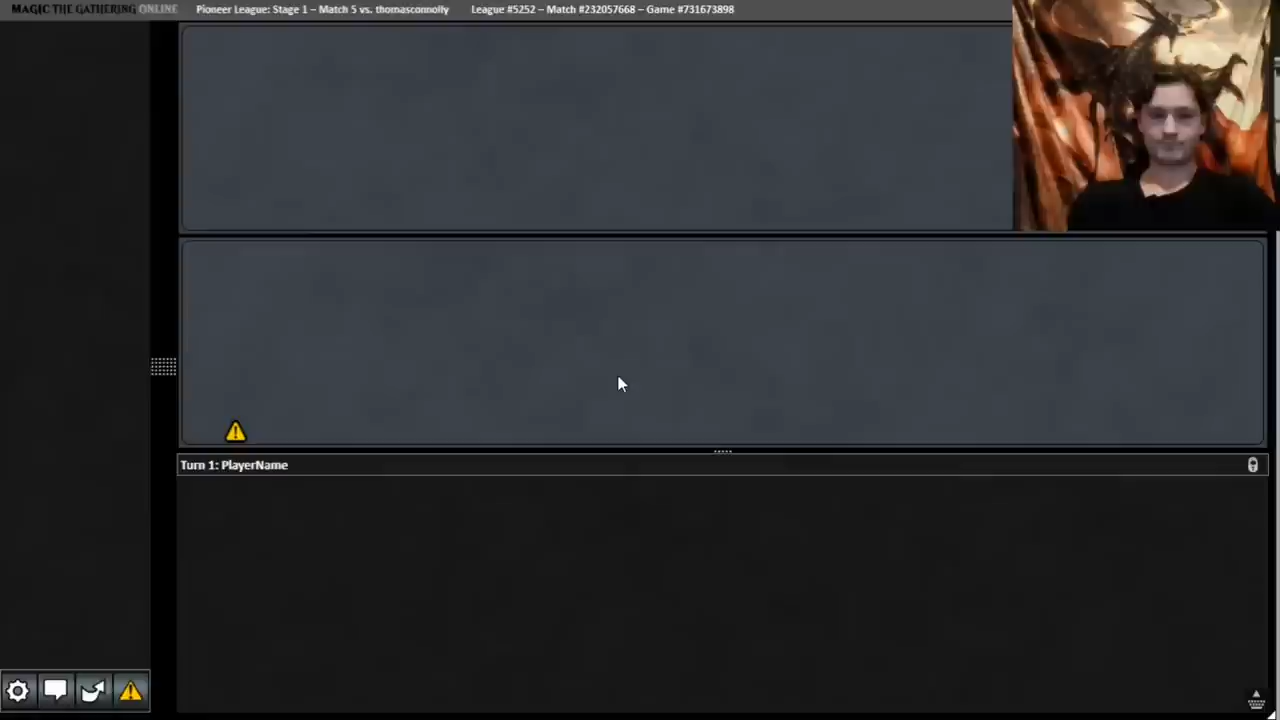 MAGIC THE GATHERING ONLINE Pioneer League: Stage 1 – Match 5 vs. thomasconnolly League #5252 – Match #232057668 – Game #731673898
Turn 1: PlayerName